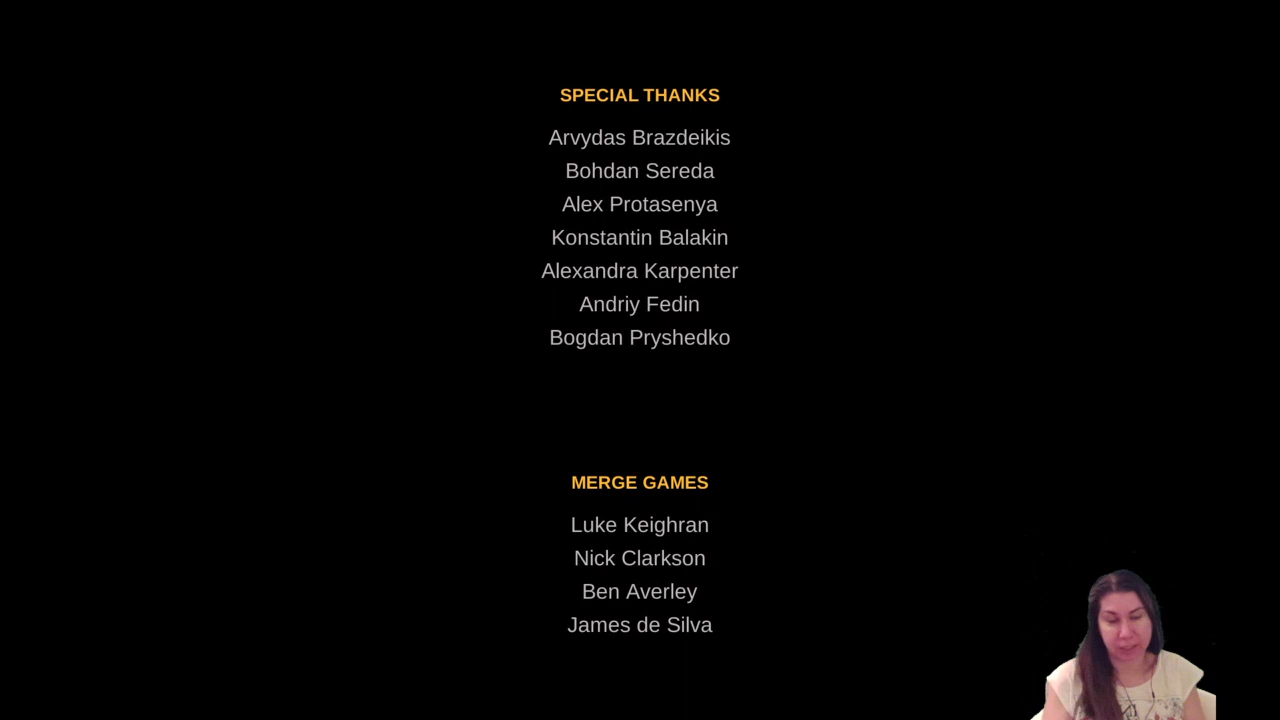 SPECIAL THANKS
Arvydas Brazdeikis
Bohdan Sereda
Alex Protasenya
Konstantin Balakin
Alexandra Karpenter
Andriy Fedin
Bogdan Pryshedko
MERGE GAMES
Luke Keighran
Nick Clarkson
Ben Averley
James de Silva